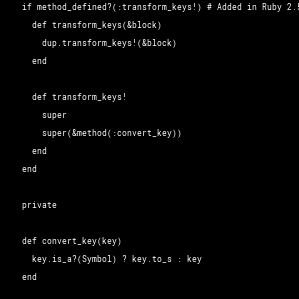 if method_defined?(:transform_keys!) # Added in Ruby 2.
def transform_keys(&block)
dup.transform_keys!(&block)
end
def transform_keys!
super
super(&method(:convert_key))
end
end
private
def convert_key(key)
key.is_a?(Symbol) ? key.to_s : key
end